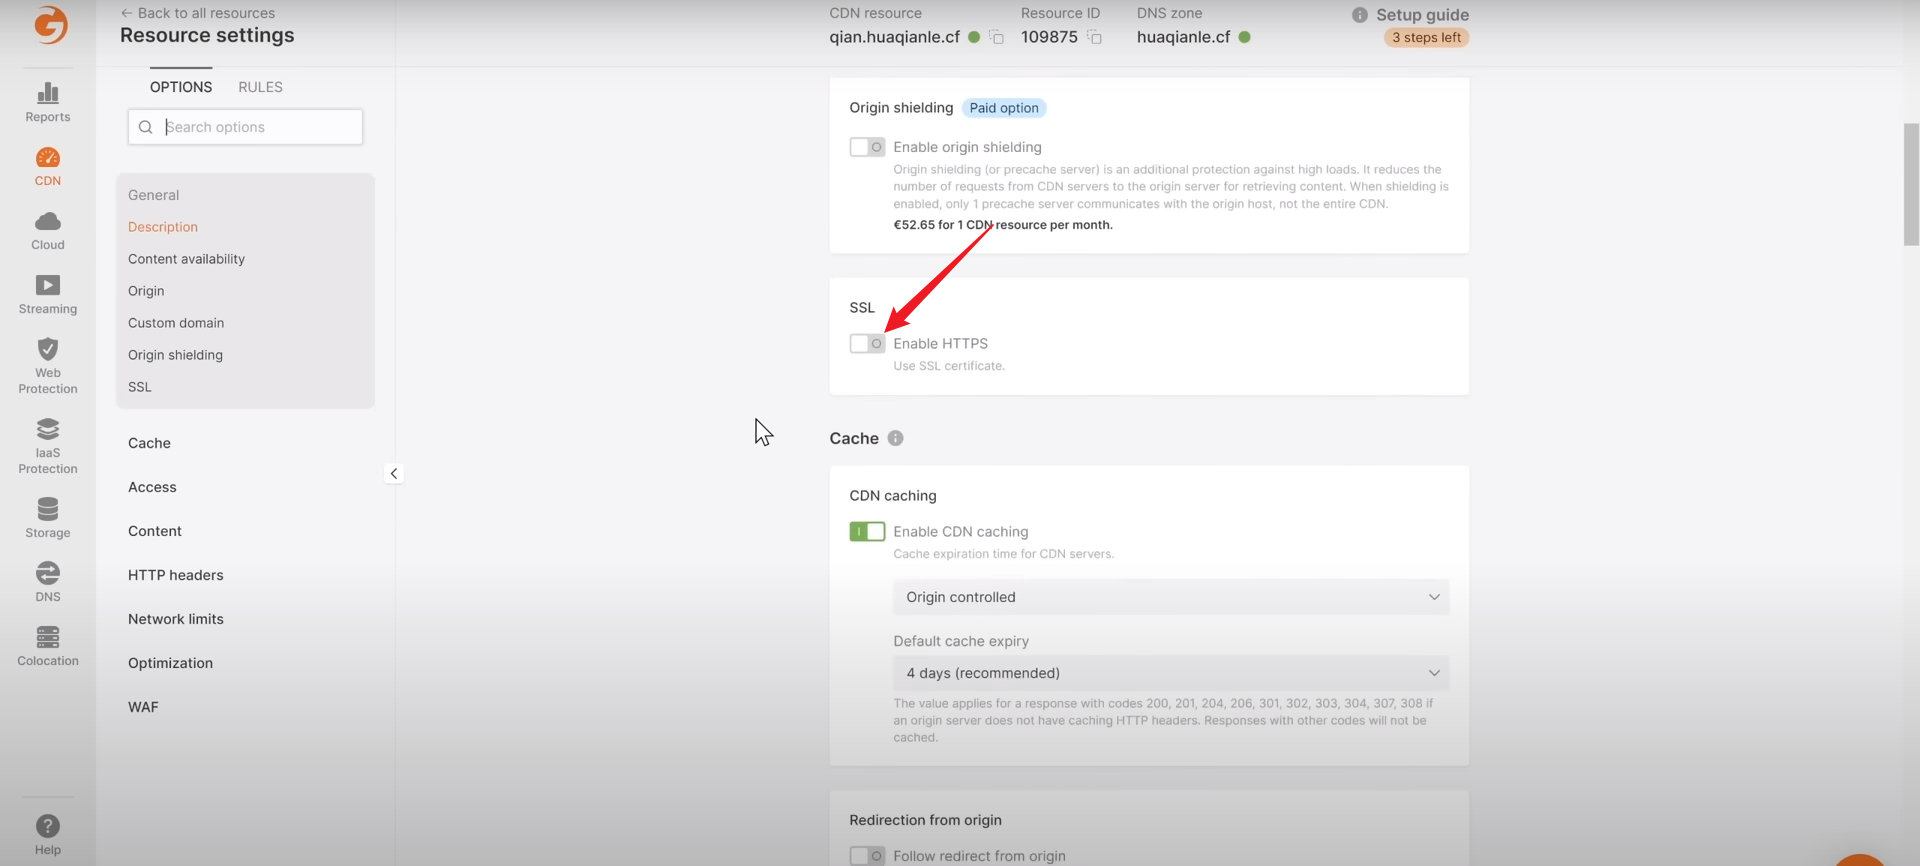 ← Back to all resources
Resource settings
CDN resource
qian.huaqianle.cf
Resource ID
109875
DNS zone
huaqianle.cf
Setup guide
3 steps left
Reports
CDN
Cloud
Streaming
Web
Protection
IaaS
Protection
Storage
DNS
Colocation
Help
OPTIONS
RULES
Search options
General
Description
Content availability
Origin
Custom domain
Origin shielding
SSL
Cache
Access
Content
HTTP headers
Network limits
Optimization
WAF
Origin shielding
Paid option
Enable origin shielding
Origin shielding (or precache server) is an additional protection against high loads. It reduces the
number of requests from CDN servers to the origin server for retrieving content. When shielding is
enabled, only 1 precache server communicates with the origin host, not the entire CDN.
€52.65 for 1 CDN resource per month.
SSL
Enable HTTPS
Use SSL certificate.
Cache
CDN caching
Enable CDN caching
Cache expiration time for CDN servers.
Origin controlled
Default cache expiry
4 days (recommended)
The value applies for a response with codes 200, 201, 204, 206, 301, 302, 303, 304, 307, 308 if
an origin server does not have caching HTTP headers. Responses with other codes will not be
cached.
Redirection from origin
Follow redirect from origin